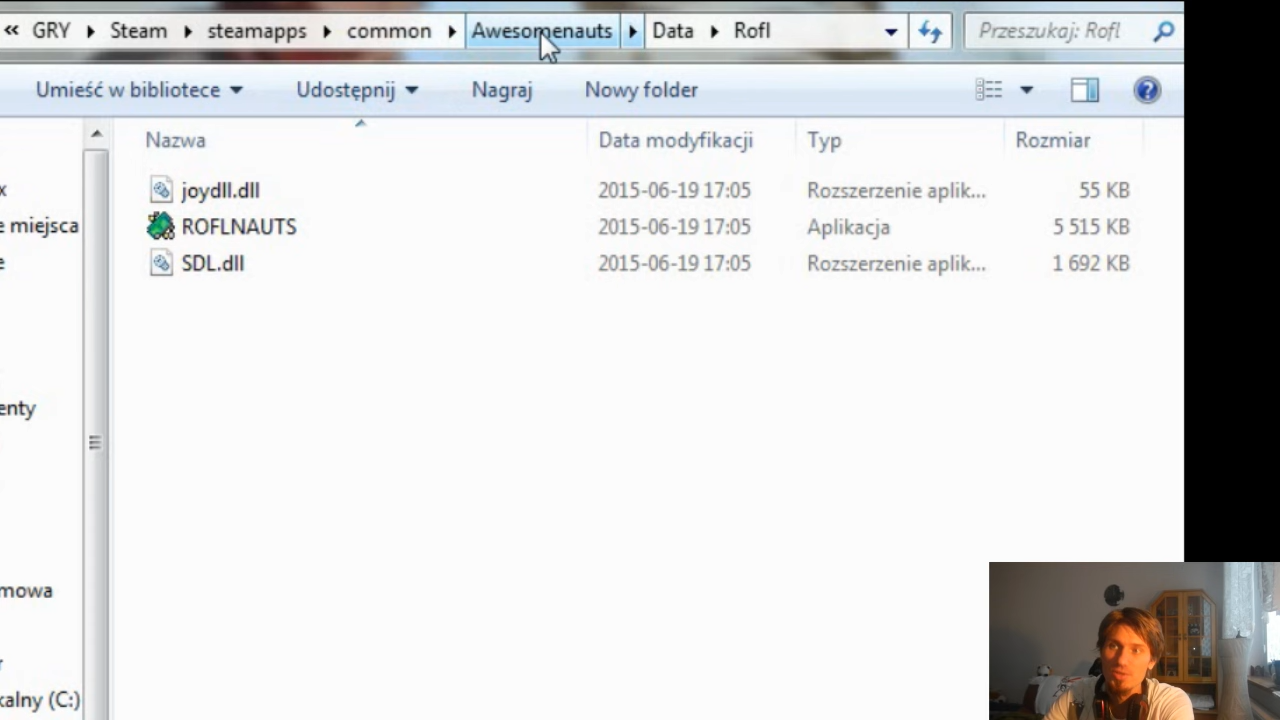 « GRY Steam steamapps common Awesomenauts Data Rofl Przeszukaj: Rofl
Umieść w bibliotece Udostępnij Nagraj Nowy folder
Nazwa Data modyfikacji Typ Rozmiar
x
joydll.dll 2015-06-19 17:05 Rozszerzenie aplik... 55 KB
e miejsca
ROFLNAUTS 2015-06-19 17:05 Aplikacja 5 515 KB
e
SDL.dll 2015-06-19 17:05 Rozszerzenie aplik... 1 692 KB
enty
mowa
r
kalny (C:)